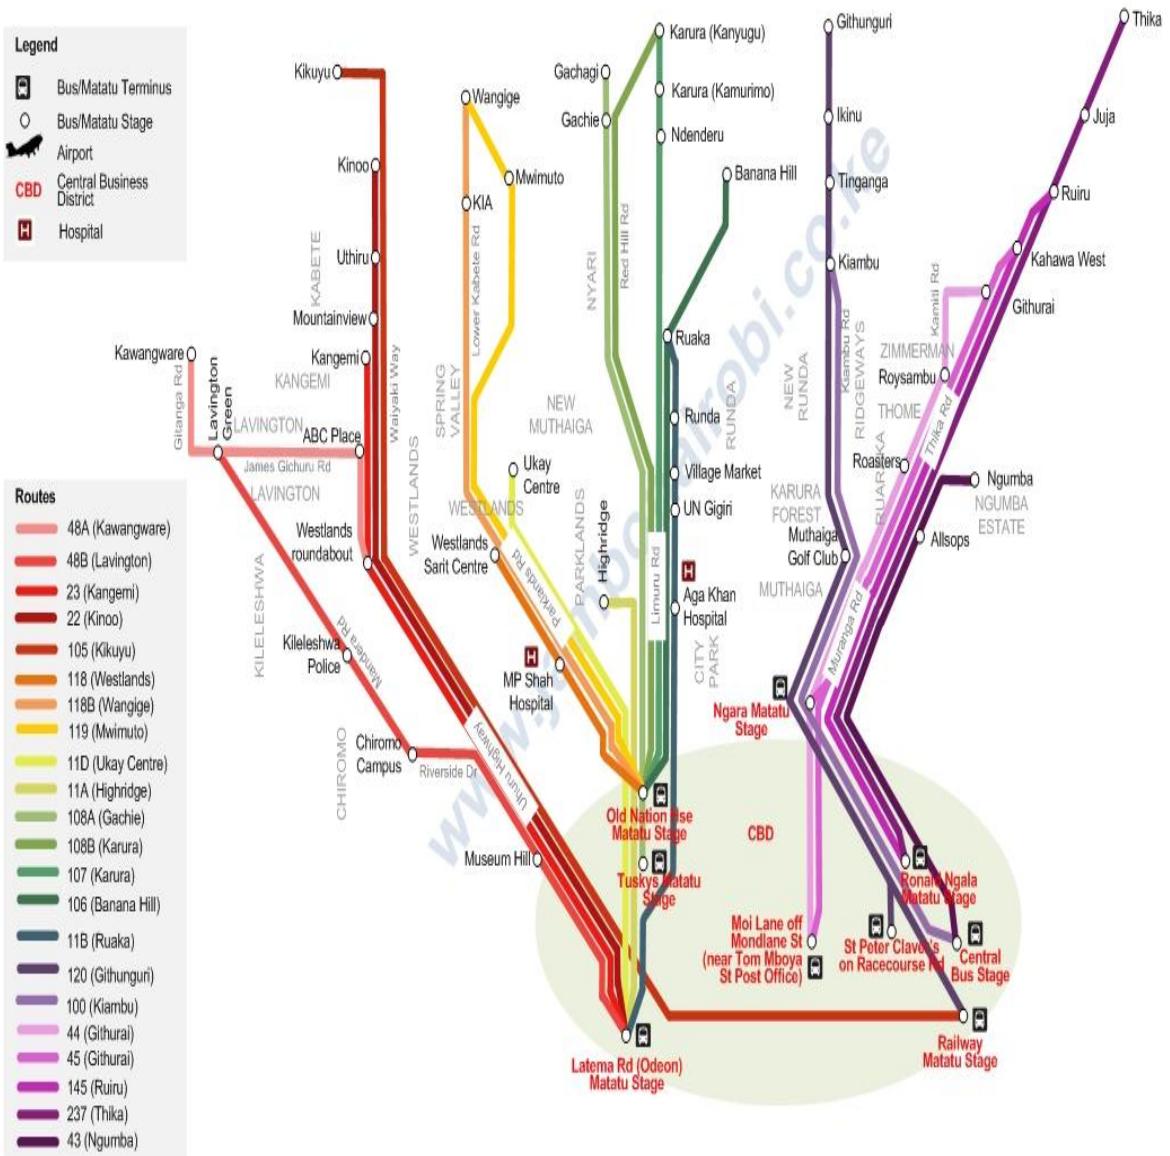 Legend
Bus/Matatu Terminus
Bus/Matatu Stage
Airport
CBD
Central Business
District
Hospital
Routes
48A (Kawangware)
48B (Lavington)
23 (Kangemi)
22 (Kinoo)
105 (Kikuyu)
118 (Westlands)
118B (Wangige)
119 (Mwimuto)
11D (Ukay Centre)
11A (Highridge)
108A (Gachie)
108B (Karura)
107 (Karura)
106 (Banana Hill)
11B (Ruaka)
120 (Githunguri)
100 (Kiambu)
44 (Githurai)
45 (Githurai)
145 (Ruiru)
237 (Thika)
43 (Ngumba)
Kikuyu
Kinoo
KABETE
Uthiru
Mountainview
Kangemi
KANGEMI
Waiyaki Way
Kawangware
Gitanga Rd
Lavington
Green
LAVINGTON
ABC Place
James Gichuru Rd
LAVINGTON
WESTLANDS
Westlands
roundabout
KILELESHWA
Kileleshwa
Police
Mandera Rd
CHIROMO
Chiromo
Campus
Riverside Dr
Uhuru Highway
Museum Hill
Wangige
Mwimuto
KIA
Lower Kabete Rd
SPRING
VALLEY
NEW
MUTHAIGA
Ukay
Centre
WESTLANDS
Westlands
Sarit Centre
Parklands Rd
PARKLANDS
Highridge
MP Shah
Hospital
Gachagi
Gachie
NYARI
Red Hill Rd
Karura (Kanyugu)
Karura (Kamurimo)
Ndenderu
Banana Hill
Ruaka
Runda
RUNDA
Village Market
UN Gigiri
Limuru Rd
Aga Khan
Hospital
CITY
PARK
Githunguri
Ikinu
Tinganga
Kiambu
Kiambu Rd
NEW
RUNDA
RIDGEWAYS
KARURA
FOREST
Muthaiga
Golf Club
MUTHAIGA
Thika
Juja
Ruiru
Kahawa West
Githurai
Kamiti Rd
ZIMMERMAN
Roysambu
THOME
Thika Rd
Roasters
RUARAKA
Ngumba
NGUMBA
ESTATE
Allsops
Muranga Rd
Ngara Matatu
Stage
Old Nation Hse
Matatu Stage
CBD
Tuskys Matatu
Stage
Ronald Ngala
Matatu Stage
Moi Lane off
Mondlane St
(near Tom Mboya
St Post Office)
St Peter Claver's
on Racecourse Rd
Central
Bus Stage
Latema Rd (Odeon)
Matatu Stage
Railway
Matatu Stage